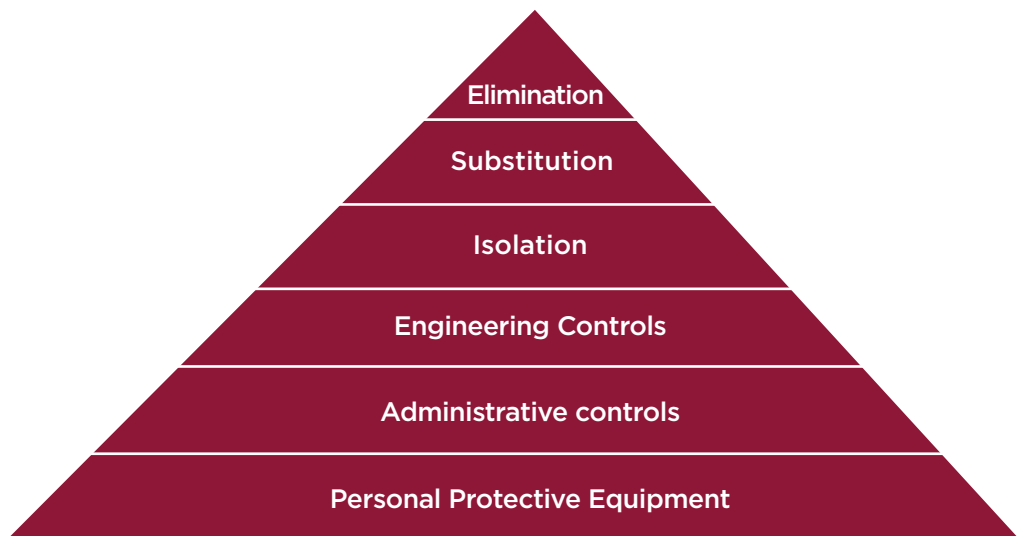 Elimination
Substitution
Isolation
Engineering Controls
Administrative controls
Personal Protective Equipment